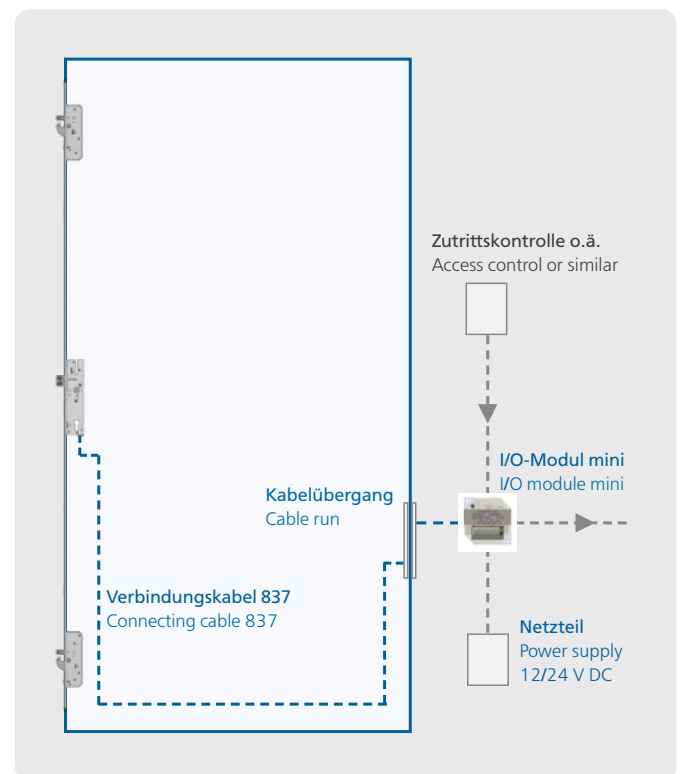 Zutrittskontrolle o.ä.
Access control or similar
I/O-Modul mini
I/O module mini
Kabelübergang
Cable run
Verbindungskabel 837
Connecting cable 837
Netzteil
Power supply
12/24 V DC